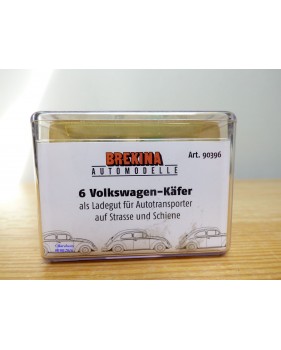 BREKINA
AUTOMODELLE
Art. 90396
6 Volkswagen-Käfer
als Ladegut für Autotransporter
auf Strasse und Schiene